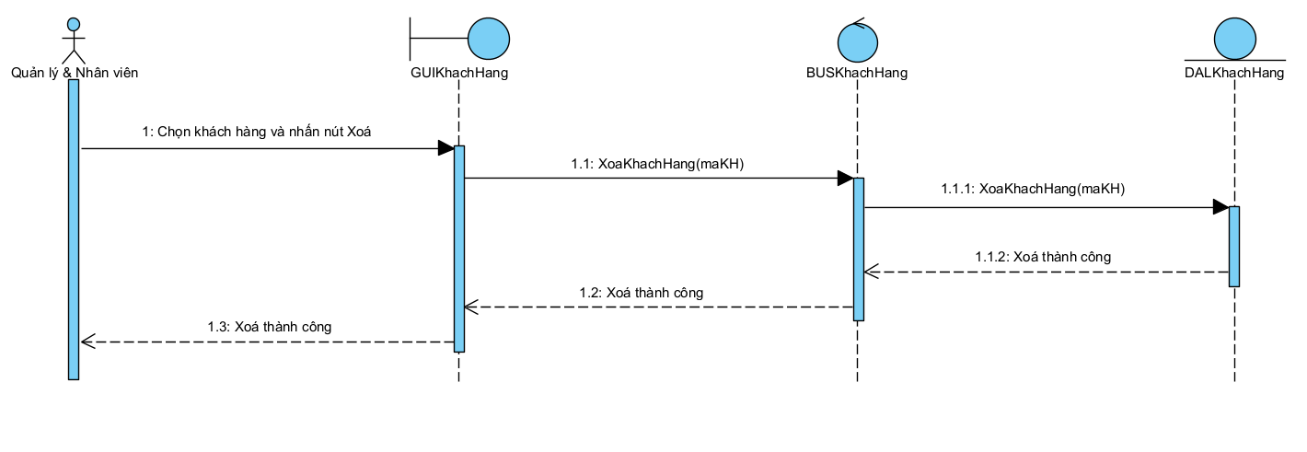 Quản lý & Nhân viên
GUIKhachHang
BUSKhachHang
DALKhachHang
1: Chọn khách hàng và nhấn nút Xoá
1.1: XoaKhachHang(maKH)
1.1.1: XoaKhachHang(maKH)
1.1.2: Xoá thành công
1.2: Xoá thành công
1.3: Xoá thành công